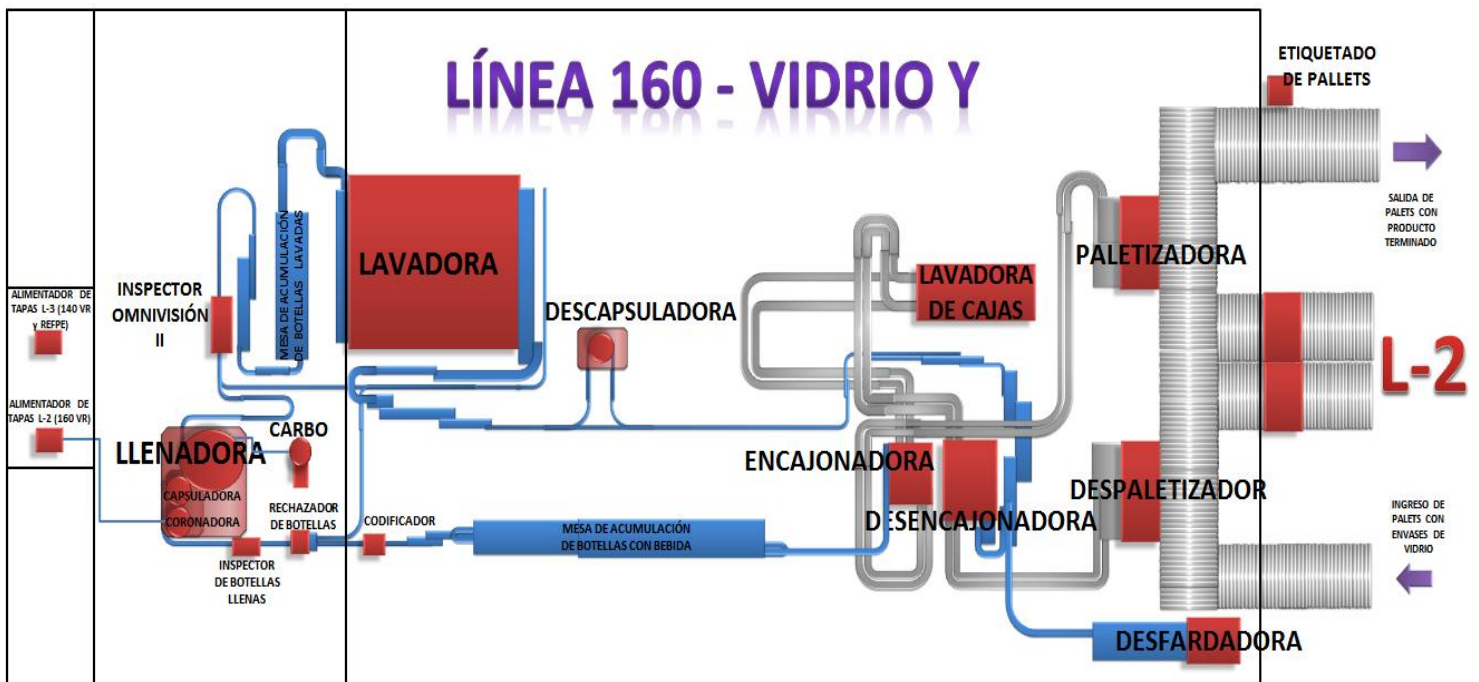 LÍNEA 160 - VIDRIO Y
ETIQUETADO
DE PALLETS
SALIDA DE
PALETS CON
PRODUCTO
TERMINADO
ALIMENTADOR DE
TAPAS L-3 (140 VR
y REFPE)
ALIMENTADOR DE
TAPAS L-2 (160 VR)
INSPECTOR
OMNIVISIÓN
II
MESA DE ACUMULACIÓN
DE BOTELLAS LAVADAS
LAVADORA
DESCAPSULADORA
LAVADORA
DE CAJAS
PALETIZADORA
L-2
LLENADORA
CARBO
CAPSULADORA
CORONADORA
RECHAZADOR
DE BOTELLAS
CODIFICADOR
INSPECTOR
DE BOTELLAS
LLENAS
MESA DE ACUMULACIÓN
DE BOTELLAS CON BEBIDA
ENCAJONADORA
DESENCAJONADORA
DESPALETIZADOR
INGRESO DE
PALETS CON
ENVASES DE
VIDRIO
DESFARDADORA